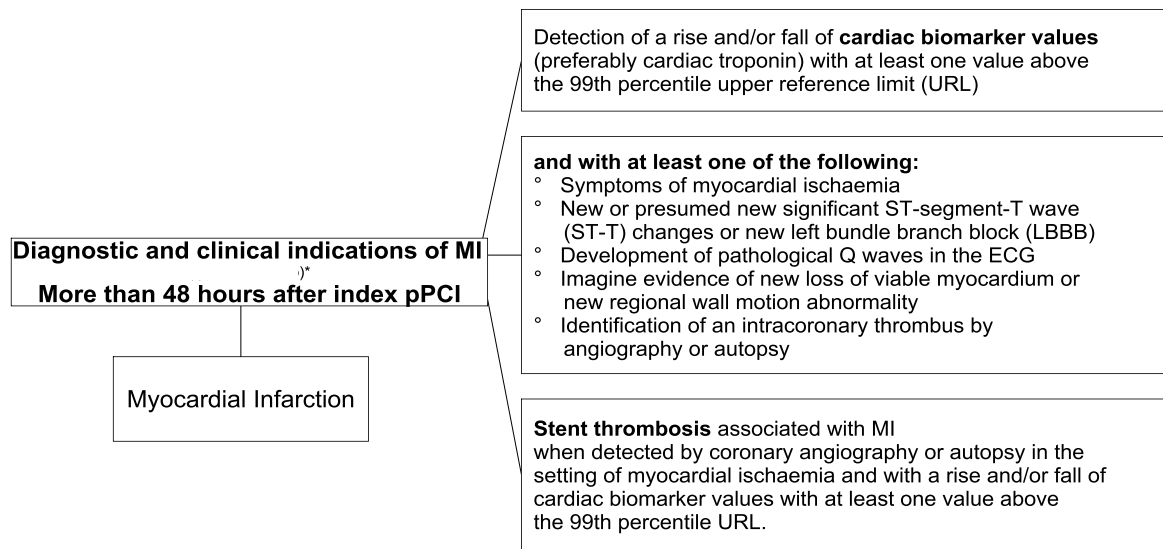 Detection of a rise and/or fall of cardiac biomarker values
(preferably cardiac troponin) with at least one value above
the 99th percentile upper reference limit (URL)
and with at least one of the following:
° Symptoms of myocardial ischaemia
° New or presumed new significant ST-segment-T wave
(ST-T) changes or new left bundle branch block (LBBB)
° Development of pathological Q waves in the ECG
° Imagine evidence of new loss of viable myocardium or
new regional wall motion abnormality
° Identification of an intracoronary thrombus by
angiography or autopsy
Diagnostic and clinical indications of MI
)*
More than 48 hours after index pPCI
Myocardial Infarction
Stent thrombosis associated with MI
when detected by coronary angiography or autopsy in the
setting of myocardial ischaemia and with a rise and/or fall of
cardiac biomarker values with at least one value above
the 99th percentile URL.